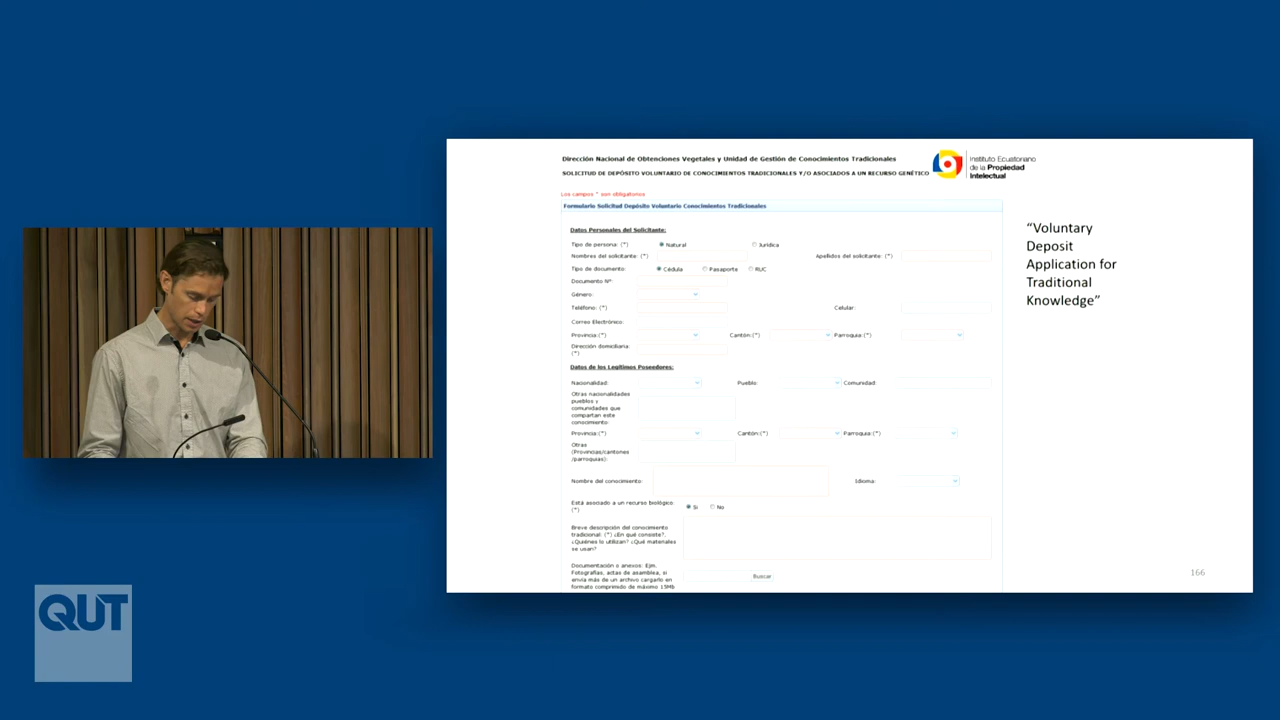 Dirección Nacional de Obtenciones Vegetales y Unidad de Gestión de Conocimientos Tradicionales
SOLICITUD DE DEPÓSITO VOLUNTARIO DE CONOCIMIENTOS TRADICIONALES Y/O ASOCIADOS A UN RECURSO GENÉTICO
Instituto Ecuatoriano
de la Propiedad
Intelectual
Los campos * son obligatorios
Formulario Solicitud Depósito Voluntario Conocimientos Tradicionales
Datos Personales del Solicitante:
Tipo de persona: (*) Natural Jurídica
Nombres del solicitante: (*) Apellidos del solicitante: (*)
Tipo de documento: Cédula Pasaporte RUC
Documento Nº:
Género:
Teléfono: (*) Celular:
Correo Electrónico:
Provincia:(*) Cantón:(*) Parroquia:(*)
Dirección domiciliaria:
(*)
Datos de los Legítimos Poseedores:
Nacionalidad: Pueblo: Comunidad:
Otras nacionalidades
pueblos y
comunidades que
compartan este
conocimiento:
Provincia:(*) Cantón:(*) Parroquia:(*)
Otras
(Provincias/cantones
/parroquias):
Nombre del conocimiento: Idioma:
Está asociado a un recurso biológico:
(*) Si No
Breve descripción del conocimiento
tradicional: (*) ¿En qué consiste?,
¿Quiénes lo utilizan? ¿Qué materiales
se usan?
Documentación o anexos: Ejm.
Fotografías, actas de asamblea, si
envía más de un archivo cargarlo en
formato comprimido de máximo 15Mb
Buscar
“Voluntary
Deposit
Application for
Traditional
Knowledge”
166
QUT